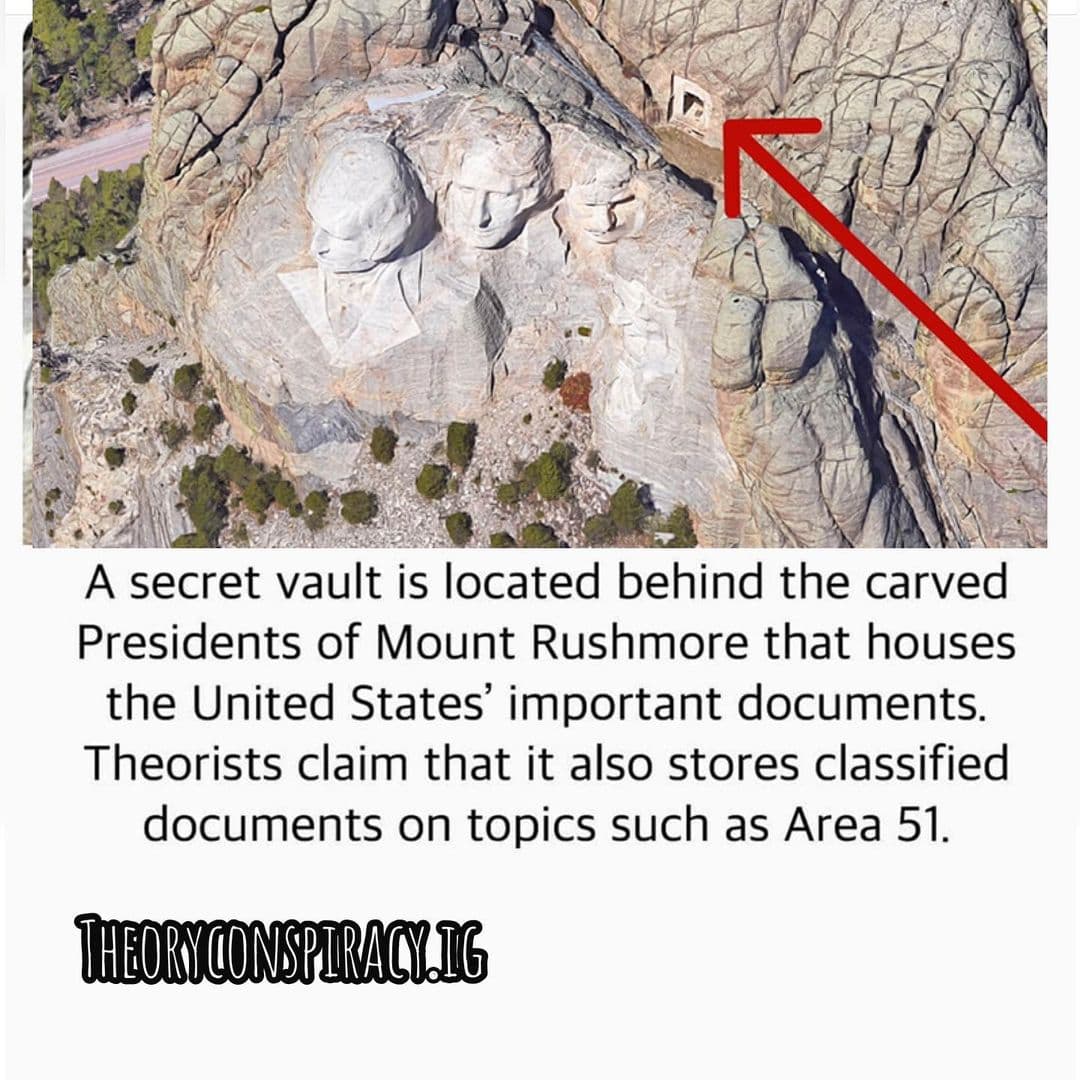 A secret vault is located behind the carved
Presidents of Mount Rushmore that houses
the United States’ important documents.
Theorists claim that it also stores classified
documents on topics such as Area 51.
THEORYCONSPIRACY.IG